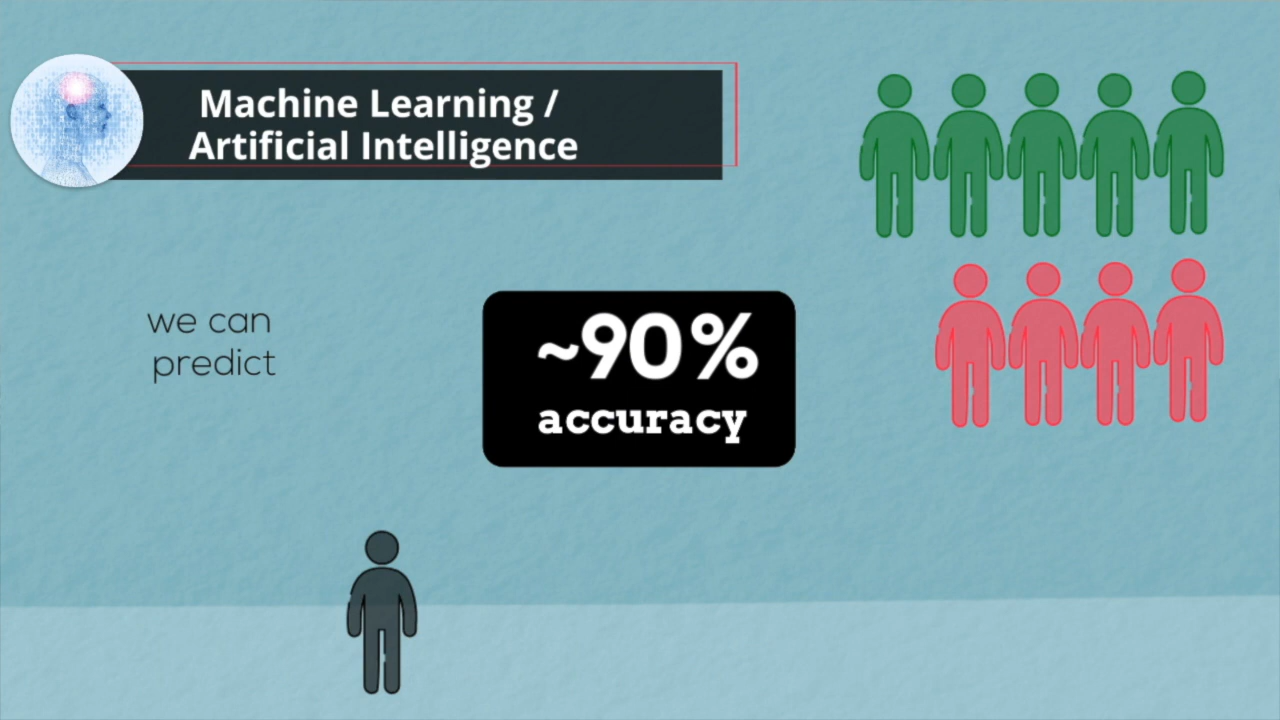 Machine Learning /
Artificial Intelligence
we can
predict
~90%
accuracy